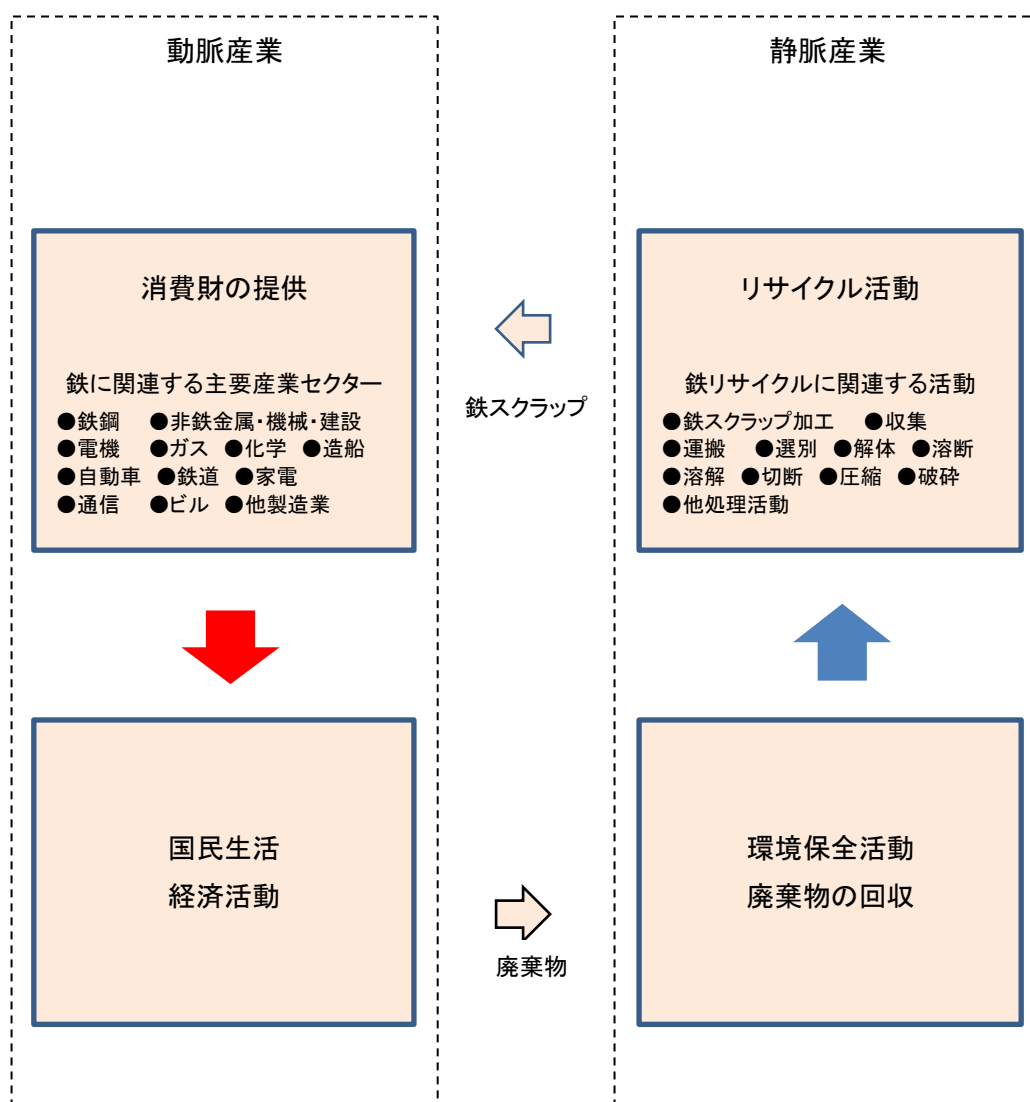 動脈産業
消費財の提供
鉄に関連する主要産業セクター
●鉄鋼 ●非鉄金属・機械・建設
●電機 ●ガス ●化学 ●造船
●自動車 ●鉄道 ●家電
●通信 ●ビル ●他製造業
国民生活
経済活動
鉄スクラップ
廃棄物
静脈産業
リサイクル活動
鉄リサイクルに関連する活動
●鉄スクラップ加工 ●収集
●運搬 ●選別 ●解体 ●溶断
●溶解 ●切断 ●圧縮 ●破砕
●他処理活動
環境保全活動
廃棄物の回収